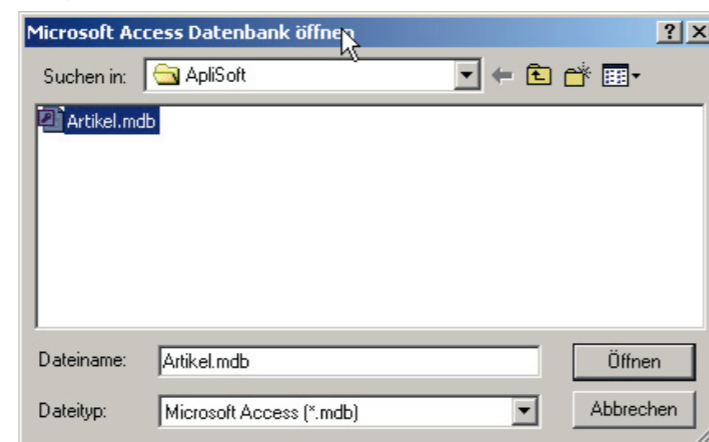 Microsoft Access Datenbank öffnen
Suchen in: ApliSoft
Artikel.mdb
Dateiname: Artikel.mdb Öffnen
Dateityp: Microsoft Access (*.mdb) Abbrechen